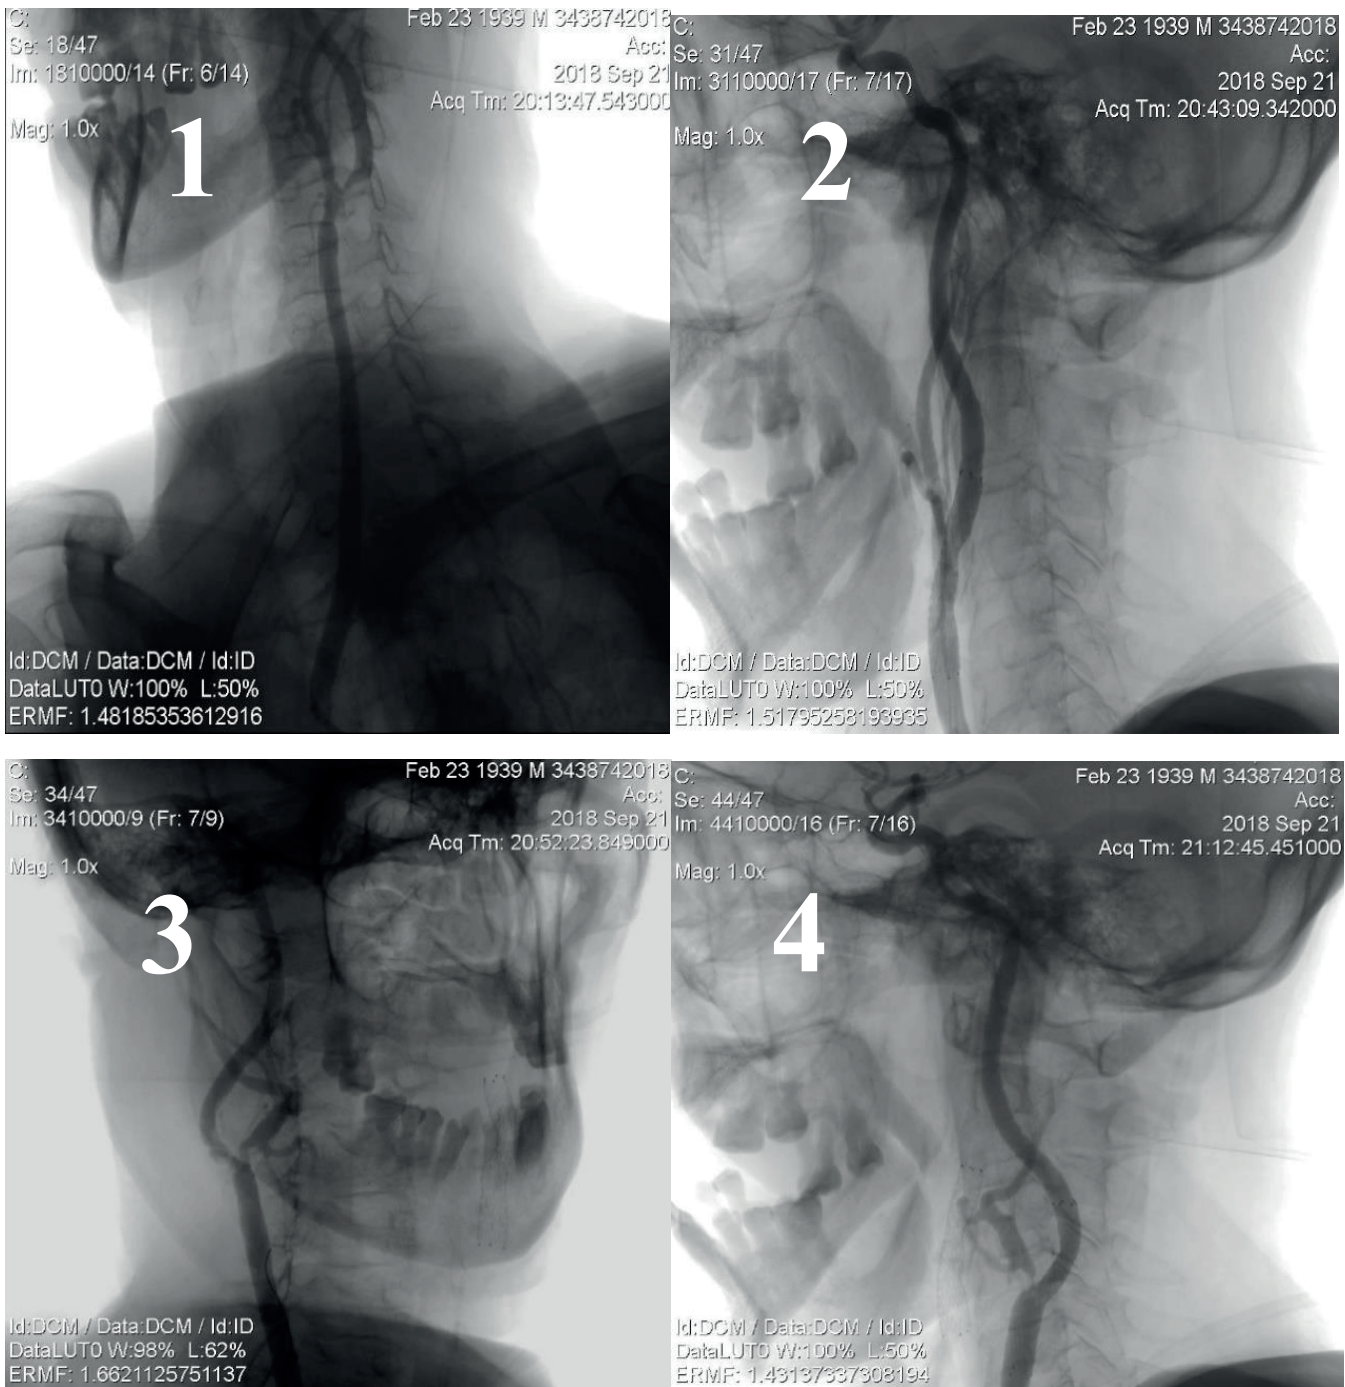 C:
Feb 23 1939 M 3438742018
Se: 18/47
Acc:
Im: 1810000/14 (Fr: 6/14)
2018 Sep 21
Acq Tm: 20:13:47.543000
Mag: 1.0x
1
Id:DCM / Data:DCM / Id:ID
DataLUT0 W:100% L:50%
ERMF: 1.48185353612916
C:
Feb 23 1939 M 3438742018
Se: 31/47
Acc:
Im: 3110000/17 (Fr: 7/17)
2018 Sep 21
Acq Tm: 20:43:09.342000
Mag: 1.0x
2
Id:DCM / Data:DCM / Id:ID
DataLUT0 W:100% L:50%
ERMF: 1.51795258193935
C:
Feb 23 1939 M 3438742018
Se: 34/47
Acc:
Im: 3410000/9 (Fr: 7/9)
2018 Sep 21
Acq Tm: 20:52:23.849000
Mag: 1.0x
3
Id:DCM / Data:DCM / Id:ID
DataLUT0 W:98% L:62%
ERMF: 1.6621125751137
C:
Feb 23 1939 M 3438742018
Se: 44/47
Acc:
Im: 4410000/16 (Fr: 7/16)
2018 Sep 21
Acq Tm: 21:12:45.451000
Mag: 1.0x
4
Id:DCM / Data:DCM / Id:ID
DataLUT0 W:100% L:50%
ERMF: 1.43137337308194